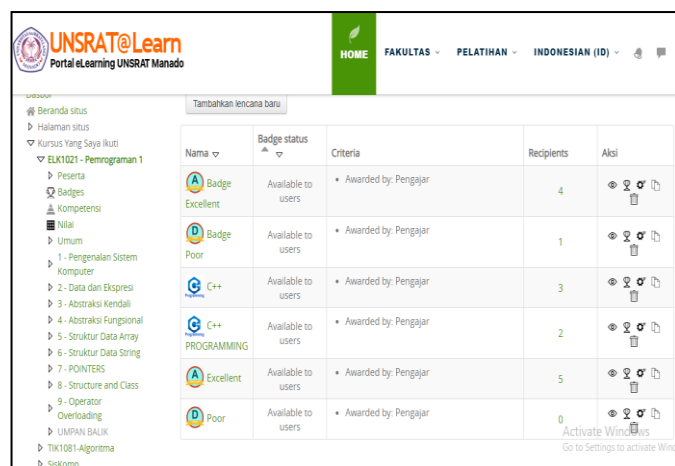 UNSRAT@Learn
Portal eLearning UNSRAT Manado
HOME
FAKULTAS
PELATIHAN
INDONESIAN (ID)
Dasbor
Beranda situs
Halaman situs
Kursus Yang Saya Ikuti
ELK1021 - Pemrograman 1
Peserta
Badges
Kompetensi
Nilai
Umum
1 - Pengenalan Sistem
Komputer
2 - Data dan Ekspresi
3 - Abstraksi Kendali
4 - Abstraksi Fungsional
5 - Struktur Data Array
6 - Struktur Data String
7 - POINTERS
8 - Structure and Class
9 - Operator
Overloading
UMPAN BALIK
TIK1081-Algoritma
SisKomp
Tambahkan lencana baru
Nama Badge status Criteria Recipients Aksi
A Badge Excellent Available to users • Awarded by: Pengajar 4
D Badge Poor Available to users • Awarded by: Pengajar 1
C++ Available to users • Awarded by: Pengajar 3
C++ PROGRAMMING Available to users • Awarded by: Pengajar 2
A Excellent Available to users • Awarded by: Pengajar 5
D Poor Available to users • Awarded by: Pengajar 0
Activate Windows
Go to Settings to activate Wind